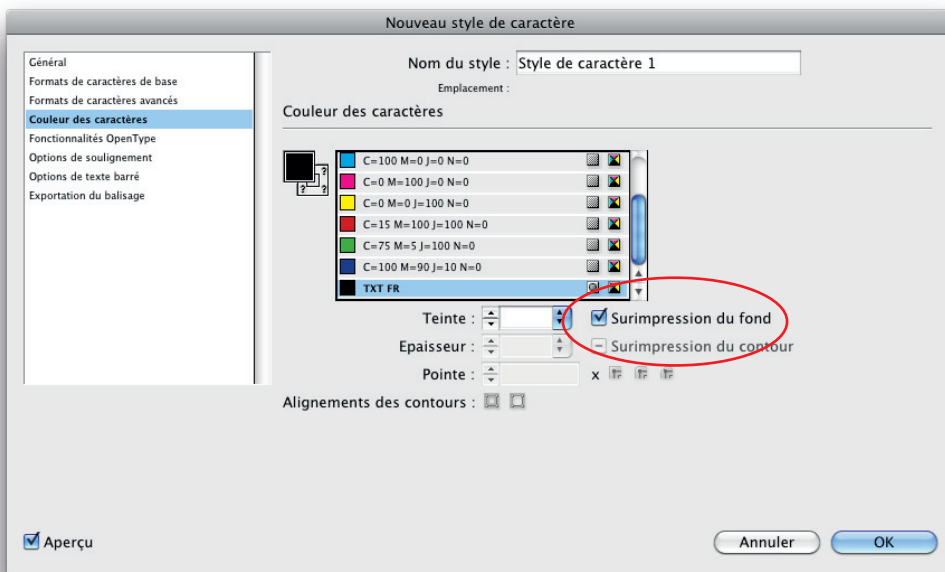 Nouveau style de caractère
Général
Formats de caractères de base
Formats de caractères avancés
Couleur des caractères
Fonctionnalités OpenType
Options de soulignement
Options de texte barré
Exportation du balisage
Nom du style : Style de caractère 1
Emplacement :
Couleur des caractères
C=100 M=0 J=0 N=0
C=0 M=100 J=0 N=0
C=0 M=0 J=100 N=0
C=15 M=100 J=100 N=0
C=75 M=5 J=100 N=0
C=100 M=90 J=10 N=0
TXT FR
Teinte : Surimpression du fond
Epaisseur : Surimpression du contour
Pointe : x
Alignements des contours :
Aperçu
Annuler OK